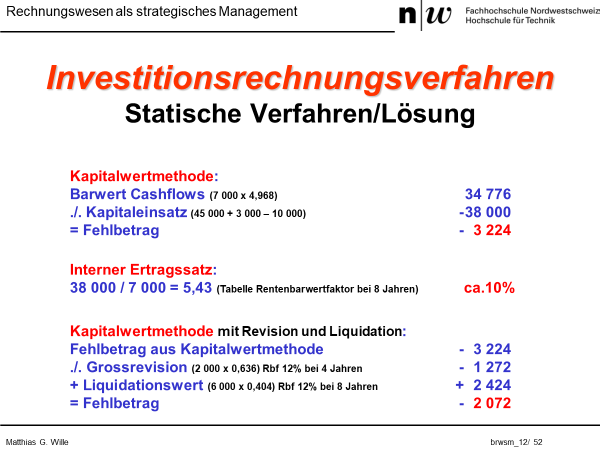 Rechnungswesen als strategisches Management
n|w Fachhochschule Nordwestschweiz
Hochschule für Technik
Investitionsrechnungsverfahren
Statische Verfahren/Lösung
Kapitalwertmethode:
Barwert Cashflows (7 000 x 4,968) 34 776
./. Kapitaleinsatz (45 000 + 3 000 – 10 000) -38 000
= Fehlbetrag - 3 224
Interner Ertragssatz:
38 000 / 7 000 = 5,43 (Tabelle Rentenbarwertfaktor bei 8 Jahren) ca.10%
Kapitalwertmethode mit Revision und Liquidation:
Fehlbetrag aus Kapitalwertmethode - 3 224
./. Grossrevision (2 000 x 0,636) Rbf 12% bei 4 Jahren - 1 272
+ Liquidationswert (6 000 x 0,404) Rbf 12% bei 8 Jahren + 2 424
= Fehlbetrag - 2 072
Matthias G. Wille brwsm_12/ 52